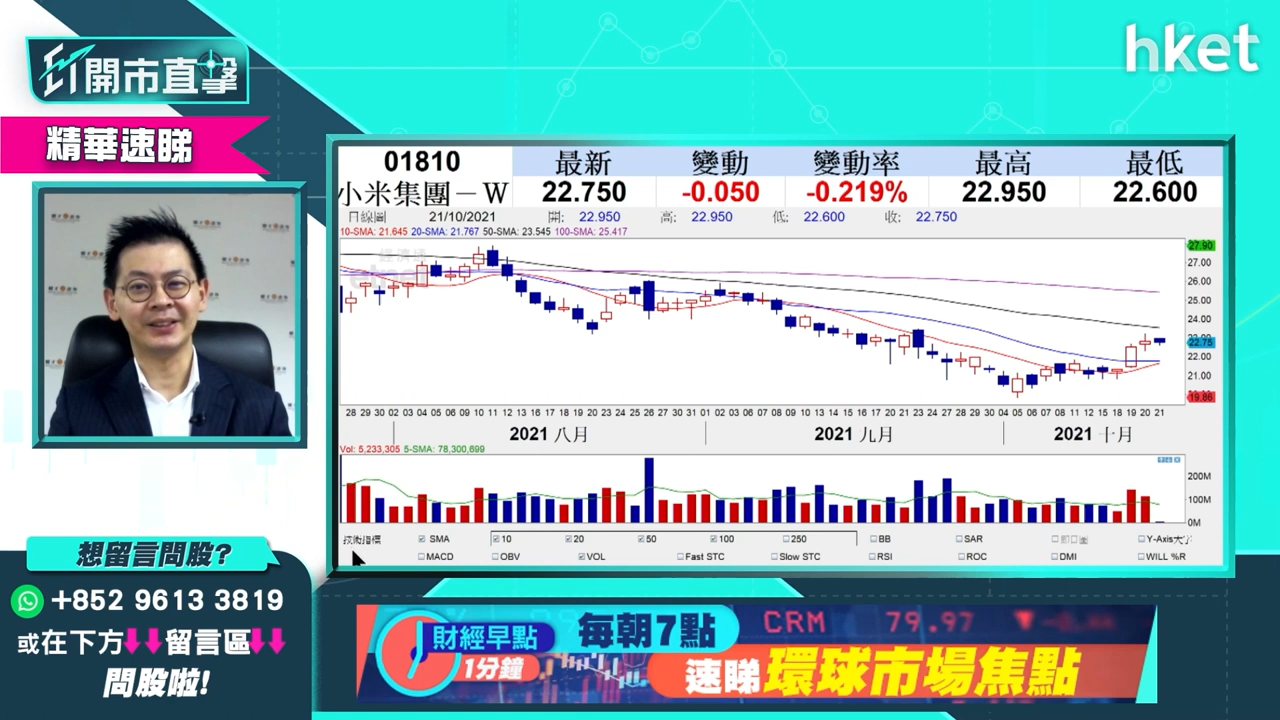 hket
開市直擊
精華速睇
01810
小米集團－W
最新 變動 變動率 最高 最低
22.750 -0.050 -0.219% 22.950 22.600
日線圖 21/10/2021 開: 22.950 高: 22.950 低: 22.600 收: 22.750
10-SMA: 21.645 20-SMA: 21.767 50-SMA: 23.545 100-SMA: 25.417
27.90
27.00
26.00
25.00
24.00
22.75
22.00
21.00
19.86
28 29 30 02 03 04 05 06 09 10 11 12 13 16 17 18 19 20 23 24 25 26 27 30 31 01 02 03 06 07 08 09 10 13 14 15 16 17 20 21 23 24 27 28 29 30 04 05 06 07 08 11 12 15 18 19 20 21
2021 八月 2021 九月 2021 十月
Vol: 5,233,305 5-SMA: 78,300,699
200M
100M
0M
技術指標 SMA 10 20 50 100 250 BB SAR Y-Axis大小
MACD OBV VOL Fast STC Slow STC RSI ROC DMI WILL %R
想留言問股?
+852 9613 3819
或在下方留言區
問股啦!
財經早點
1分鐘
每朝7點
速睇環球市場焦點
CRM 79.97